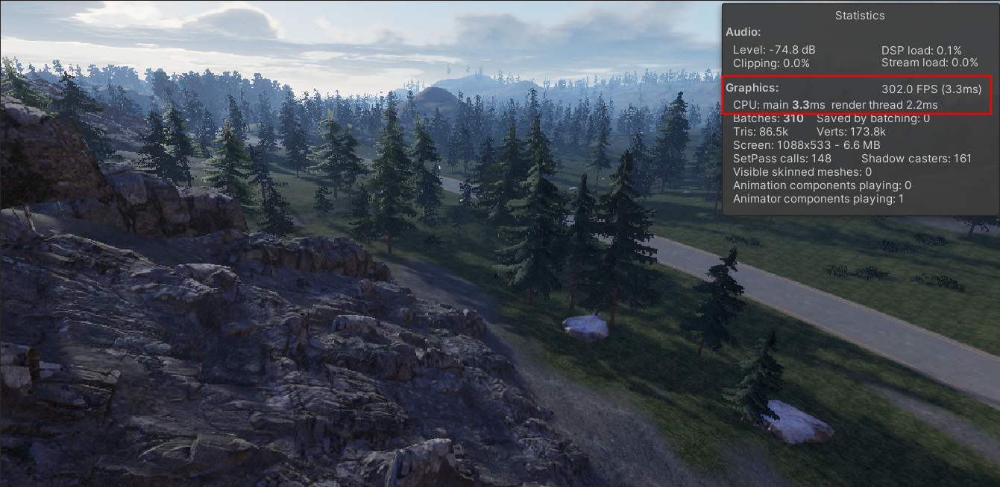 Statistics
Audio:
Level: -74.8 dB DSP load: 0.1%
Clipping: 0.0% Stream load: 0.0%
Graphics: 302.0 FPS (3.3ms)
CPU: main 3.3ms render thread 2.2ms
Batches: 310 Saved by batching: 0
Tris: 86.5k Verts: 173.8k
Screen: 1088x533 - 6.6 MB
SetPass calls: 148 Shadow casters: 161
Visible skinned meshes: 0
Animation components playing: 0
Animator components playing: 1